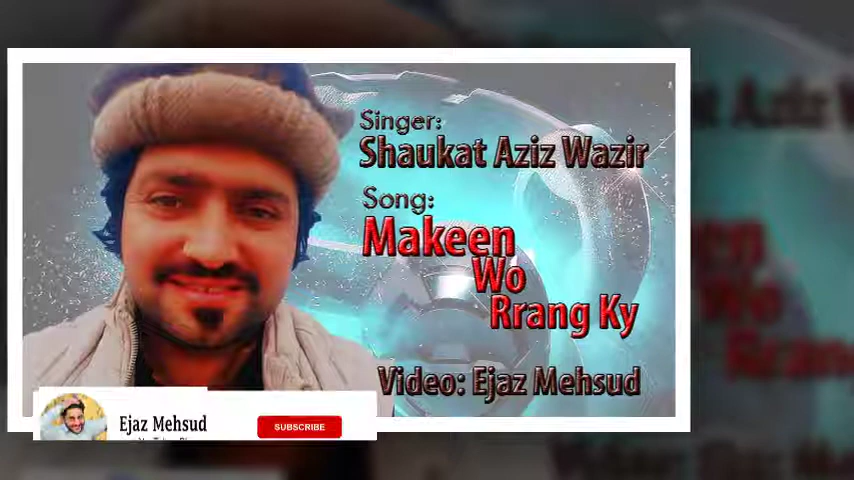 Singer:
Shaukat Aziz Wazir
Song:
Makeen
Wo
Rrang Ky
Video: Ejaz Mehsud
Ejaz Mehsud
SUBSCRIBE